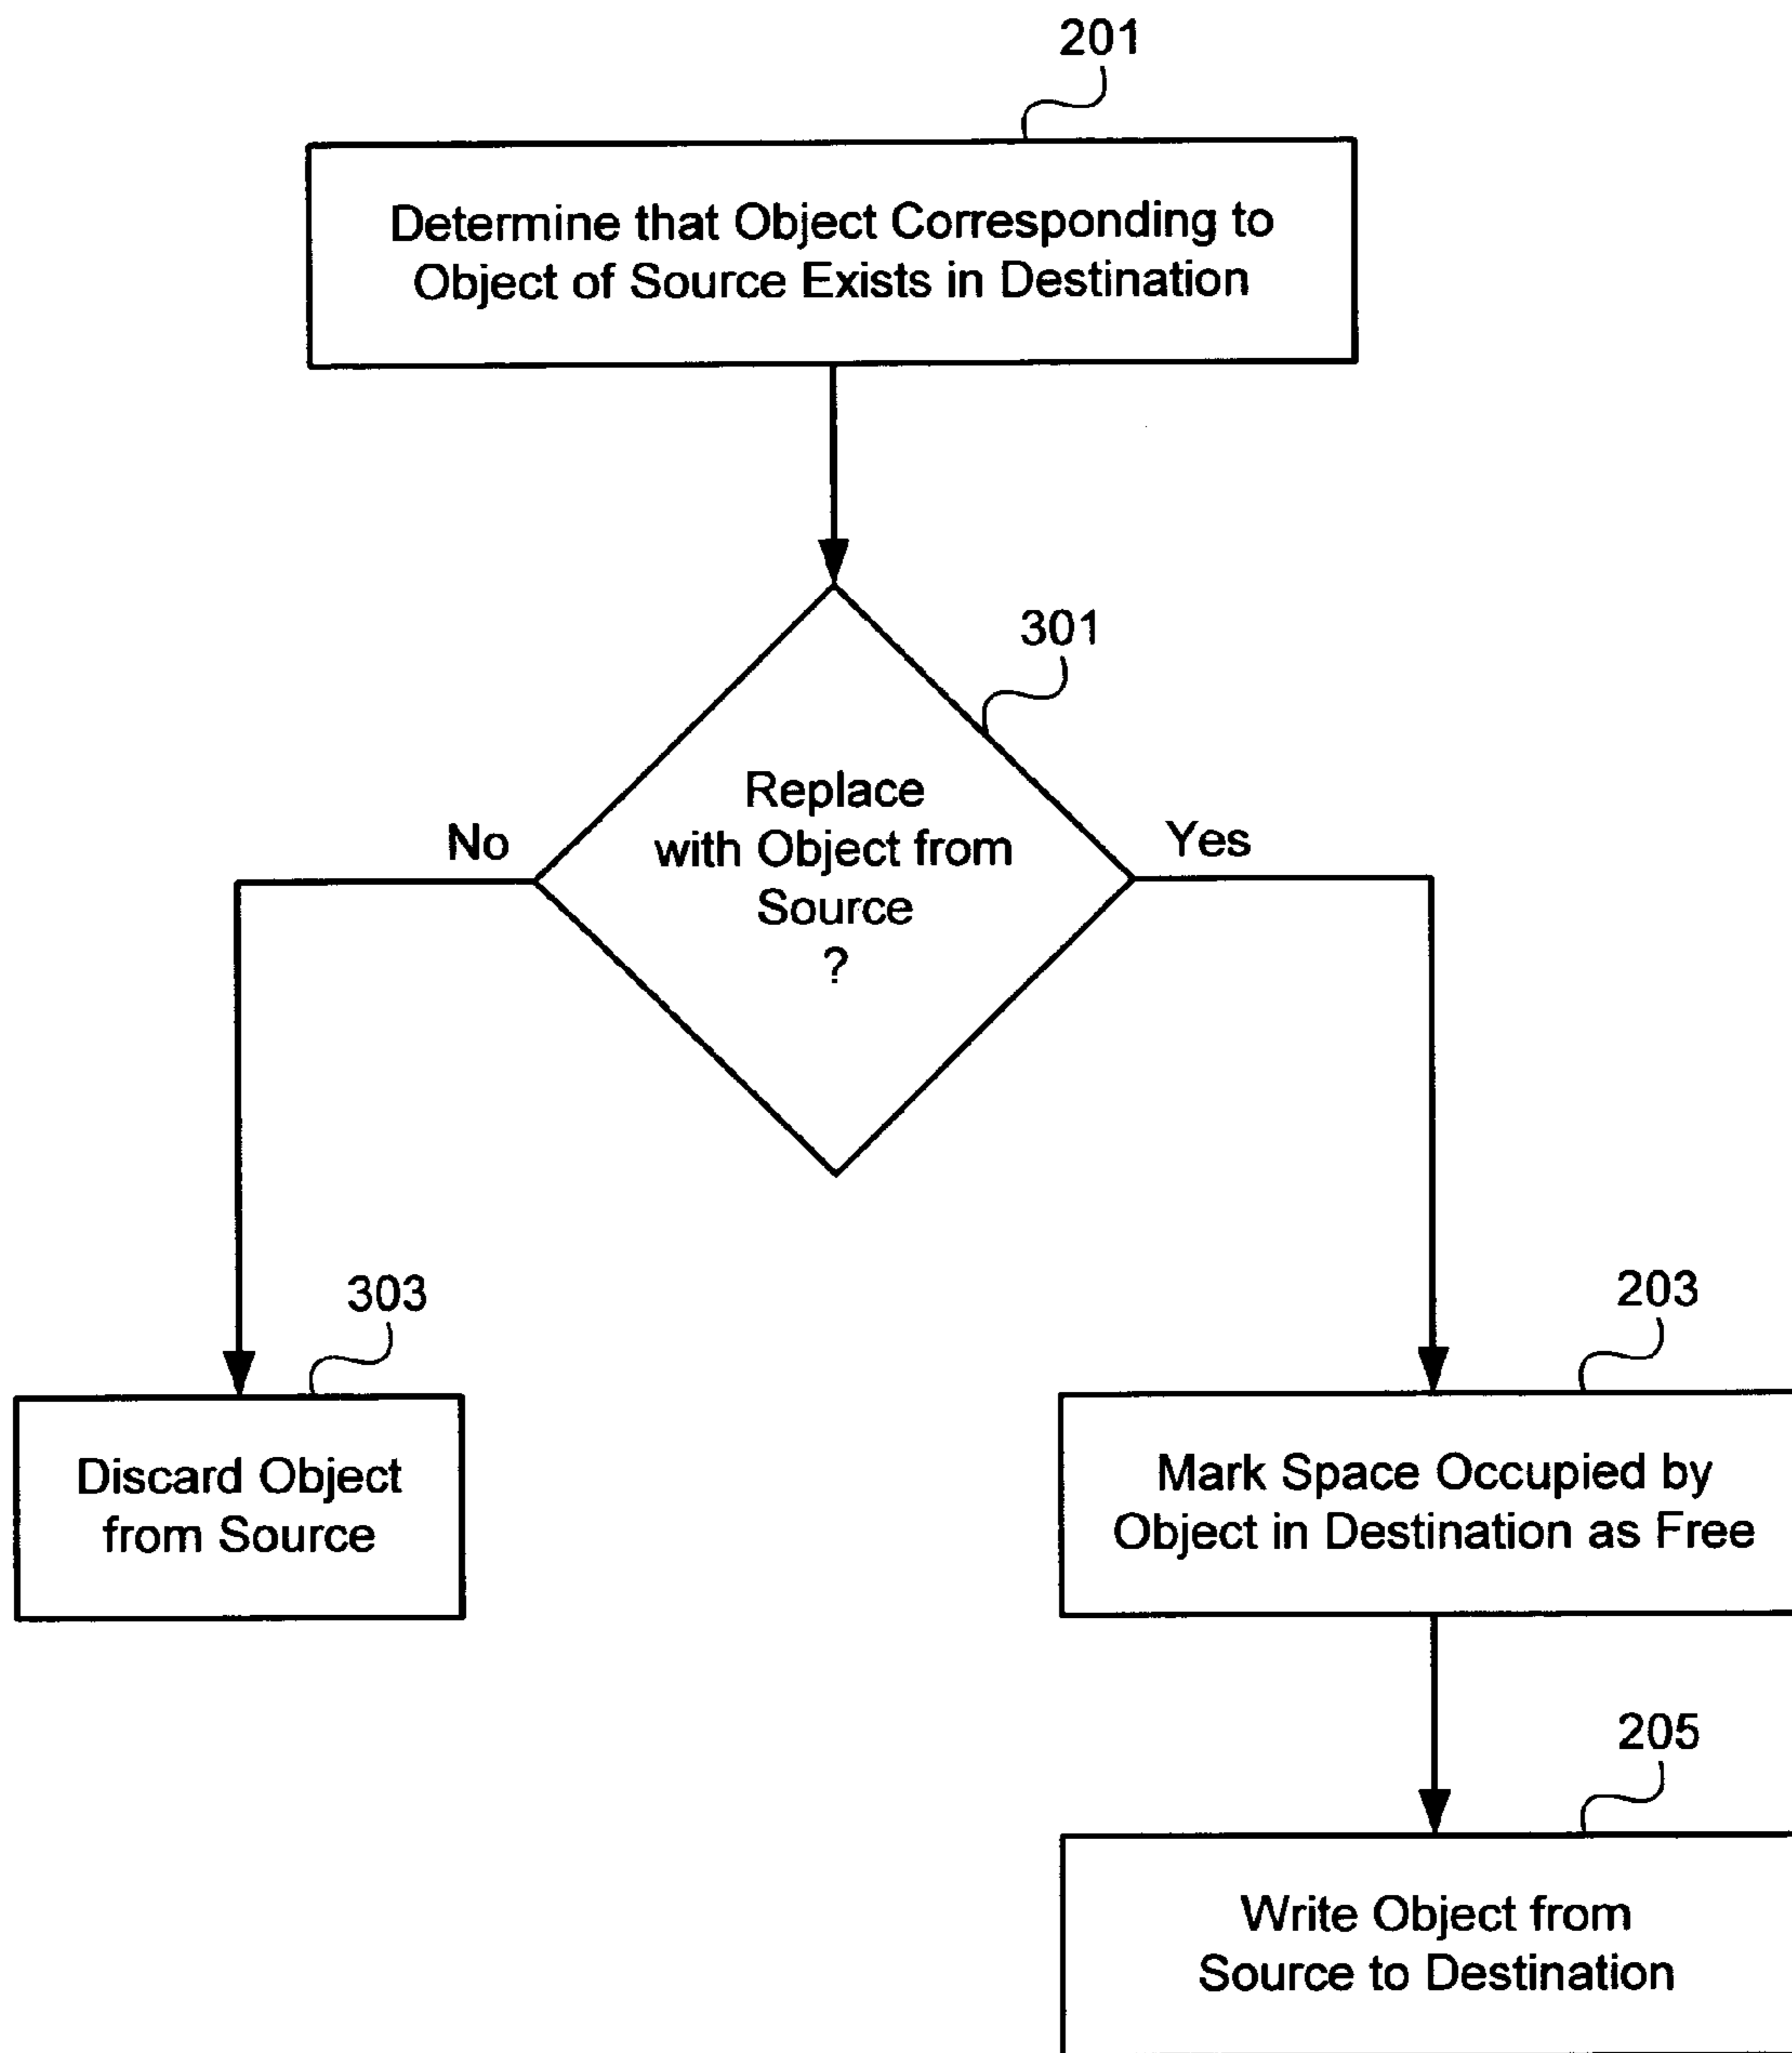 201
Determine that Object Corresponding to
Object of Source Exists in Destination
301
Replace
with Object from
Source
?
No
Yes
303
Discard Object
from Source
203
Mark Space Occupied by
Object in Destination as Free
205
Write Object from
Source to Destination